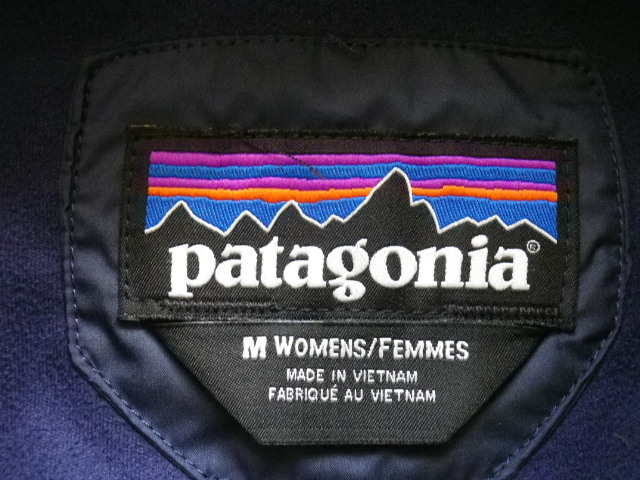 patagonia®
M WOMENS/FEMMES
MADE IN VIETNAM
FABRIQUÉ AU VIETNAM